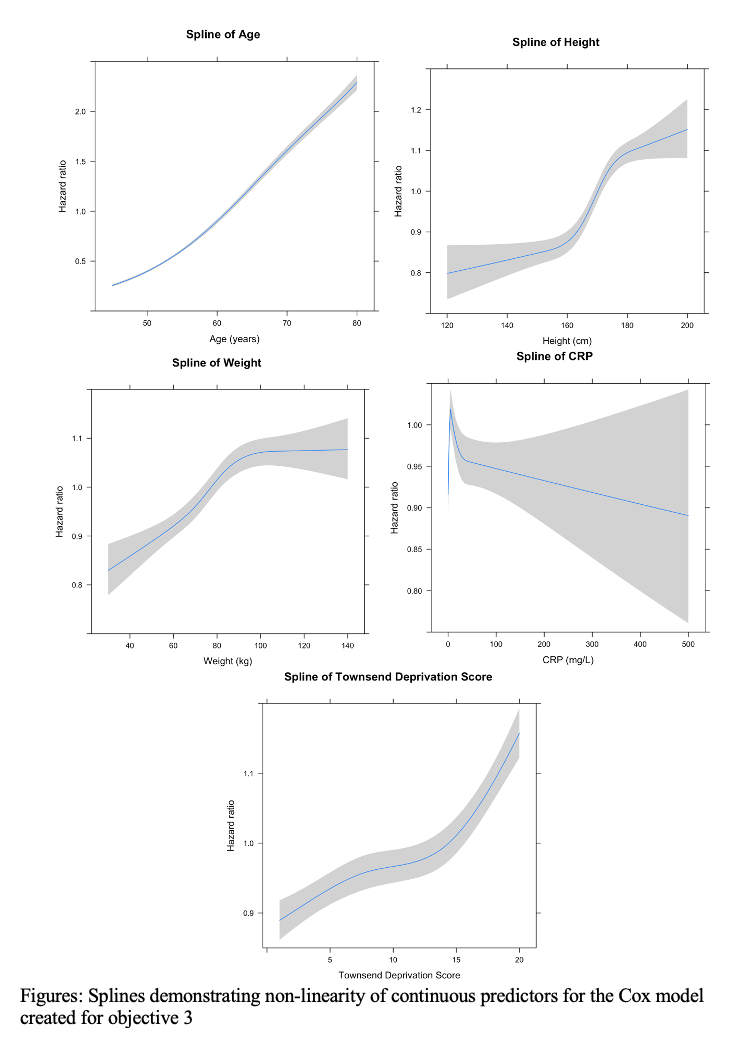 Spline of Age
Hazard ratio
2.0
1.5
1.0
0.5
50
60
70
80
Age (years)
Spline of Height
Hazard ratio
1.2
1.1
1.0
0.9
0.8
120
140
160
180
200
Height (cm)
Spline of Weight
Hazard ratio
1.1
1.0
0.9
0.8
40
60
80
100
120
140
Weight (kg)
Spline of CRP
Hazard ratio
1.00
0.95
0.90
0.85
0.80
0
100
200
300
400
500
CRP (mg/L)
Spline of Townsend Deprivation Score
Hazard ratio
1.1
1.0
0.9
5
10
15
20
Townsend Deprivation Score
Figures: Splines demonstrating non-linearity of continuous predictors for the Cox model
created for objective 3